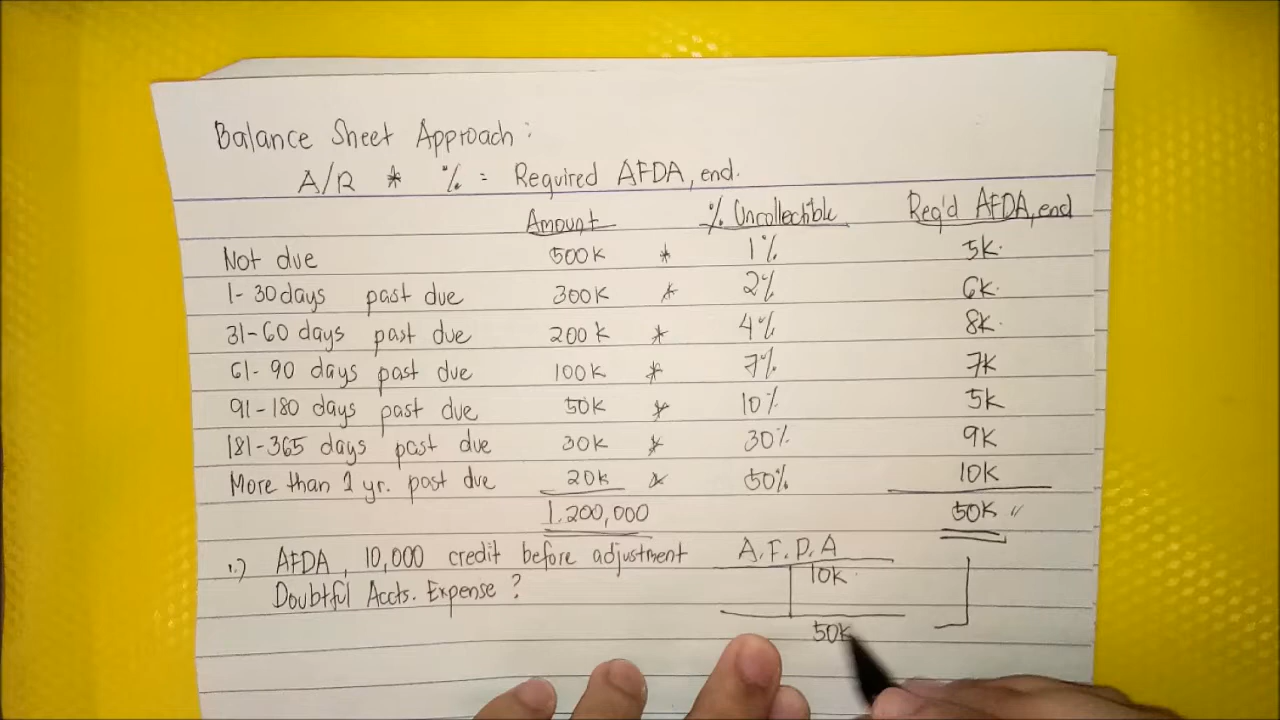 Balance Sheet Approach:
A/R * % = Required AFDA, end.
Amount % Uncollectible Req'd AFDA, end
Not due 500K * 1% 5K.
1-30 days past due 300K * 2% 6K.
31-60 days past due 200K * 4% 8K.
61-90 days past due 100K * 7% 7K
91-180 days past due 50K * 10% 5K
181-365 days past due 30K * 30% 9K
More than 1 yr. past due 20K * 50% 10K
1,200,000 50K
1.) AFDA, 10,000 credit before adjustment A.F.D.A
Doubtful Accts. Expense? 10K
50K